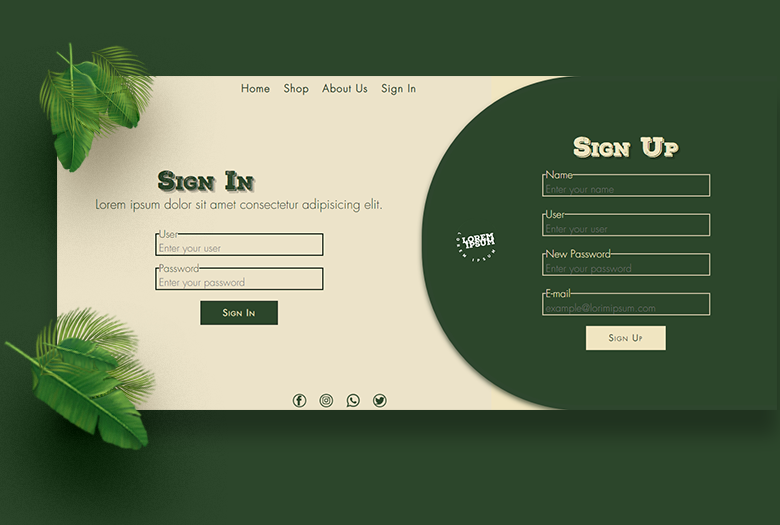 Home Shop About Us Sign In
Sign In
Lorem ipsum dolor sit amet consectetur adipisicing elit.
User
Enter your user
Password
Enter your password
Sign In
LOREM
IPSUM
LOREM IPSUM
Sign Up
Name
Enter your name
User
Enter your user
New Password
Enter your password
E-mail
example@lorimipsum.com
Sign Up